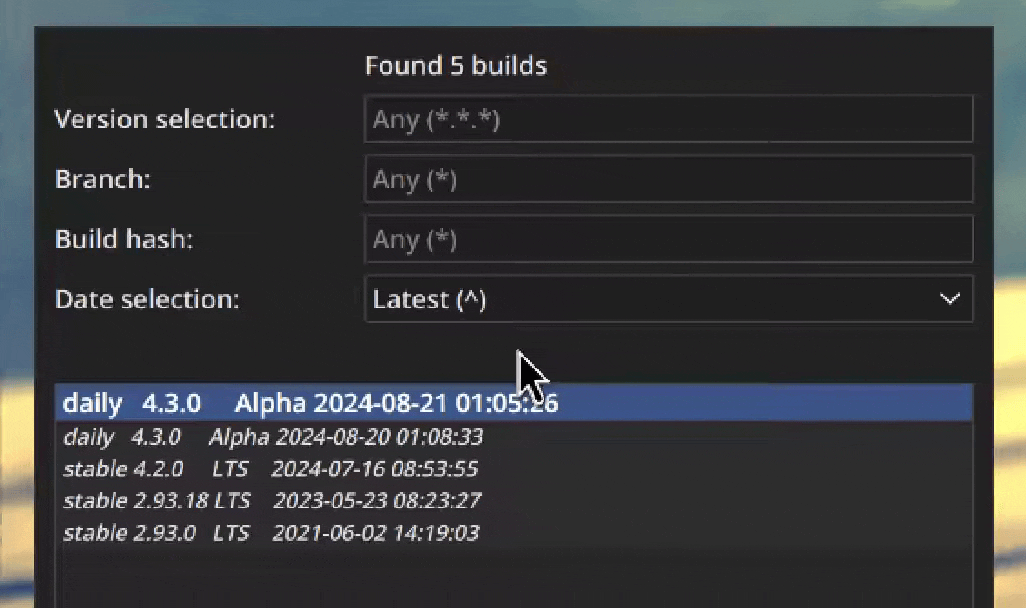 Found 5 builds
Version selection: Any (*.*.*)
Branch: Any (*)
Build hash: Any (*)
Date selection: Latest (^)
daily 4.3.0 Alpha 2024-08-21 01:05:26
daily 4.3.0 Alpha 2024-08-20 01:08:33
stable 4.2.0 LTS 2024-07-16 08:53:55
stable 2.93.18 LTS 2023-05-23 08:23:27
stable 2.93.0 LTS 2021-06-02 14:19:03